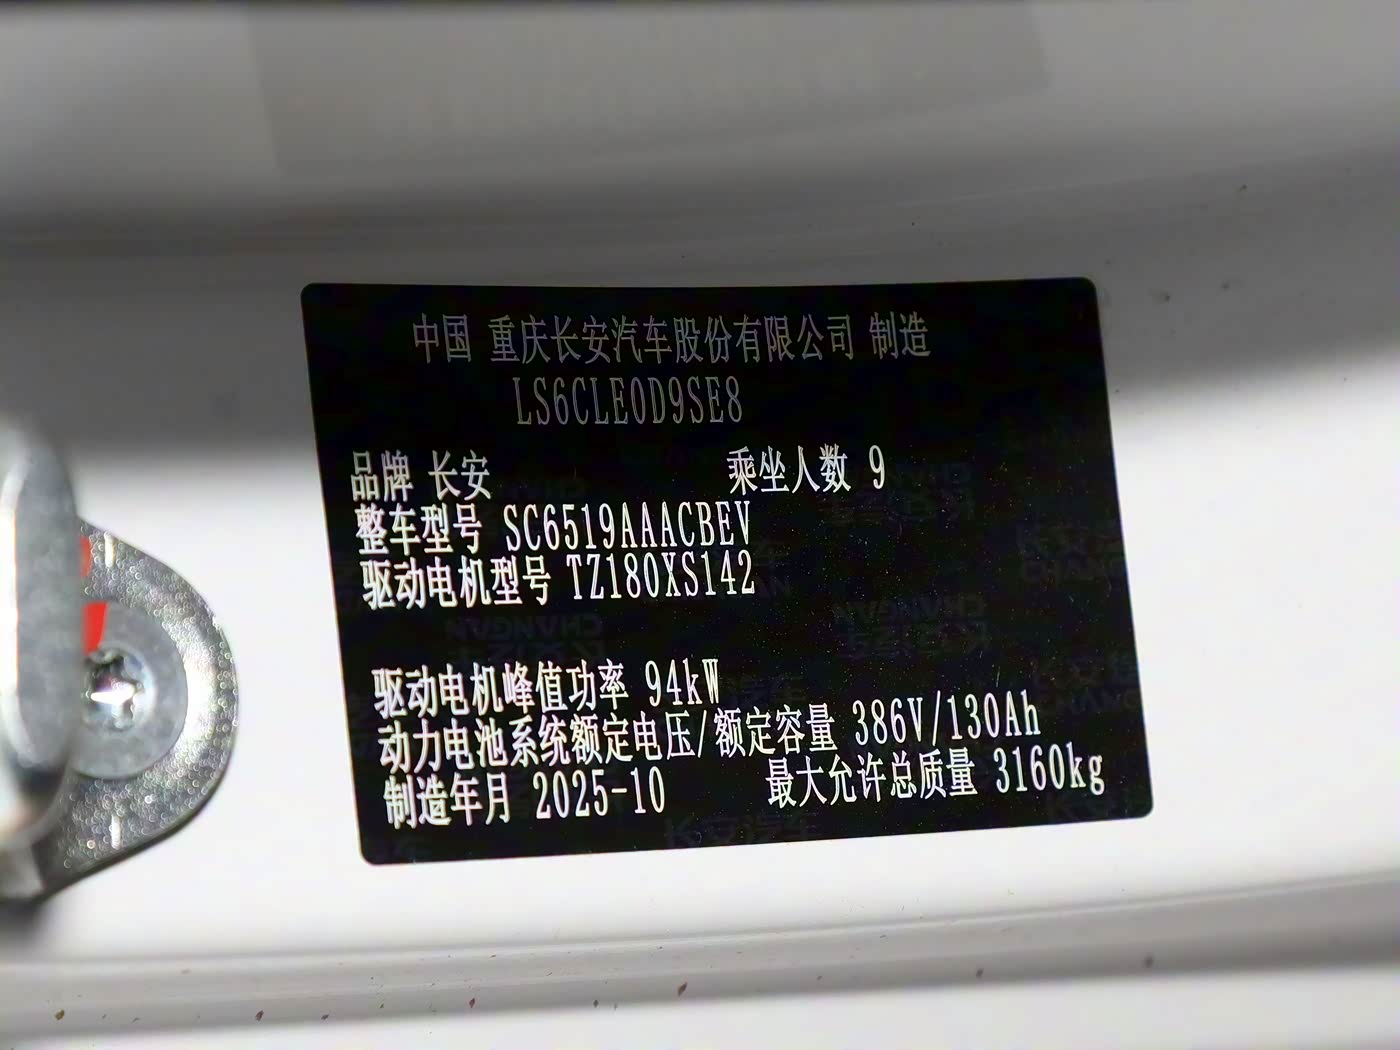 中国 重庆长安汽车股份有限公司 制造
LS6CLE0D9SE8
品牌 长安 乘坐人数 9
整车型号 SC6519AAACBEV
驱动电机型号 TZ180XS142
驱动电机峰值功率 94kW
动力电池系统额定电压/额定容量 386V/130Ah
制造年月 2025-10 最大允许总质量 3160kg